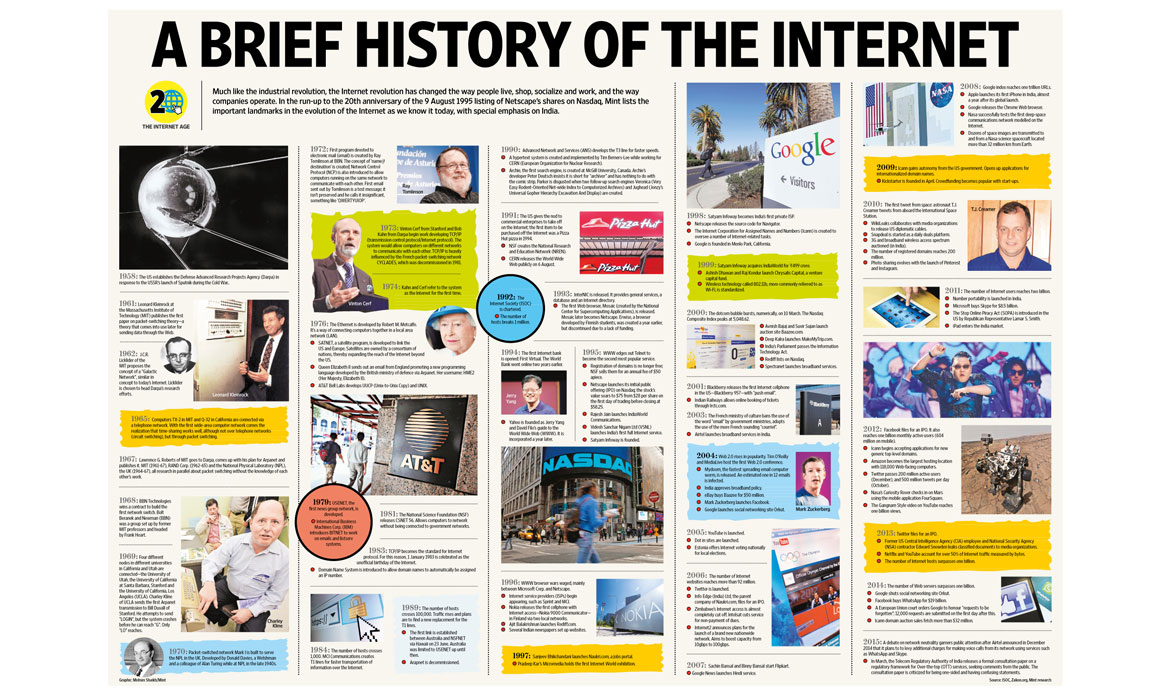 A BRIEF HISTORY OF THE INTERNET
20
THE INTERNET AGE
Much like the industrial revolution, the Internet revolution has changed the way people live, shop, socialize and work, and the way
companies operate. In the run-up to the 20th anniversary of the 9 August 1995 listing of Netscape's shares on Nasdaq, Mint lists the
important landmarks in the evolution of the Internet as we know it today, with special emphasis on India.
1958: The US establishes the Defense Advanced Research Projects Agency (Darpa) in
response to the USSR's launch of Sputnik during the Cold War.
1961: Leonard Kleinrock at
the Massachusetts Institute of
Technology (MIT) publishes the first
paper on packet-switching theory—a
theory that comes into use later for
sending data through the Web.
1962: J.C.R.
Licklider of the
MIT proposes the
concept of a "Galactic
Network", similar in
concept to today's Internet. Licklider
is chosen to head Darpa's research
efforts.
Leonard Kleinrock
1965: Computers TX-2 in MIT and Q-32 in California are connected via
a telephone network. With the first wide-area computer network comes the
realization that time-sharing works well, although not over telephone networks
(circuit switching), but through packet switching.
1967: Lawrence G. Roberts of MIT goes to Darpa, comes up with his plan for Arpanet and
publishes it. MIT (1961-67), RAND Corp. (1962-65) and the National Physical Laboratory (NPL),
the UK (1964-67), all research in parallel about packet switching without the knowledge of each
other's work.
1968: BBN Technologies
wins a contract to build the
first network switch. Bolt
Beranek and Newman (BBN)
was a group set up by former
MIT professors and headed
by Frank Heart.
1969: Four different
nodes in different universities
in California and Utah are
connected—the University of
Utah, the University of California
at Santa Barbara, Stanford and
the University of California, Los
Angeles (UCLA). Charley Kline
of UCLA sends the first Arpanet
transmission to Bill Duvall of
Stanford. He attempts to send
"LOGIN", but the system crashes
before he can reach "G". Only
"LO" reaches.
Charley
Kline
1970: Packet-switched network Mark I is built to serve
the NPL in the UK. Developed by Donald Davies, a Welshman
and a colleague of Alan Turing while at NPL in the late 1940s.
Graphic: Mobeen Shaikh/Mint
1972: First program devoted to
electronic mail (email) is created by Ray
Tomlinson at BBN. The concept of 'name@
destination' is created; Network Control
Protocol (NCP) is also introduced to allow
computers running on the same network
to communicate with each other. First email
sent out by Tomlinson is a test message. It
isn't preserved and he calls it insignificant,
something like 'QWERTYUIOP'.
Ray
Tomlinson
1973: Vinton Cerf from Stanford and Bob
Kahn from Darpa begin work developing TCP/IP
(transmission control protocol/internet protocol). The
system would allow computers on different networks
to communicate with each other. TCP/IP is heavily
influenced by the French packet-switching network
CYCLADES, which was decommissioned in 1981.
1974: Kahn and Cerf refer to the system
as the Internet for the first time.
Vinton Cerf
1976: The Ethernet is developed by Robert M. Metcalfe.
It's a way of connecting computers together in a local area
network (LAN).
SATNET, a satellite program, is developed to link the
US and Europe. Satellites are owned by a consortium of
nations, thereby expanding the reach of the Internet beyond
the US.
Queen Elizabeth II sends out an email from England promoting a new programming
language developed by the British ministry of defence via Arpanet. Her username: HME2
(Her Majesty, Elizabeth II).
AT&T Bell Labs develops UUCP (Unix-to-Unix Copy) and UNIX.
AT&T
1979: USENET, the
first news group network, is
developed.
International Business
Machines Corp. (IBM)
introduces BITNET to work
on emails and listserv
systems.
1981: The National Science Foundation (NSF)
releases CSNET 56. Allows computers to network
without being connected to government networks.
1983: TCP/IP becomes the standard for Internet
protocol. For this reason, 1 January 1983 is celebrated as the
unofficial birthday of the Internet.
Domain Name System is introduced to allow domain names to automatically be assigned
an IP number.
1984: The number of hosts crosses
1,000. MCI Communications creates
T1 lines for faster transportation of
information over the Internet.
1989: The number of hosts
crosses 100,000. Traffic rises and plans
are to find a new replacement for the
T1 lines.
The first link is established
between Australia and NSFNET
via Hawaii on 23 June. Australia
was limited to USENET up until
then.
Arpanet is decommissioned.
1990: Advanced Network and Services (ANS) develops the T3 line for faster speeds.
A hypertext system is created and implemented by Tim Berners-Lee while working for
CERN (European Organization for Nuclear Research).
Archie, the first search engine, is created at McGill University, Canada. Archie's
developer Peter Deutsch insists it is short for "archive" and has nothing to do with
the comic strip. Parker is disgusted when two follow-up search engines Veronica (Very
Easy Rodent-Oriented Net-wide Index to Computerized Archives) and Jughead (Jonzy's
Universal Gopher Hierarchy Excavation And Display) are created.
1991: The US gives the nod to
commercial enterprises to take off
on the Internet; the first item to be
purchased off the Internet was a Pizza
Hut pizza in 1994.
NSF creates the National Research
and Education Network (NREN).
CERN releases the World Wide
Web publicly on 6 August.
Pizza Hut
Pizza Hut
1992: The
Internet Society (ISOC)
is chartered.
The number of
hosts breaks 1 million
1993: InterNIC is released. It provides general services, a
database and an Internet directory.
The first Web browser, Mosaic (created by the National
Center for Supercomputing Applications), is released.
Mosaic later becomes Netscape. Erwise, a browser
developed by Finnish students, was created a year earlier,
but discontinued due to a lack of funding.
1994: The first Internet bank
is opened: First Virtual. The World
Bank went online two years earlier.
Jerry
Yang
Yahoo is founded as Jerry Yang
and David Filo's guide to the
World Wide Web (WWW). It is
incorporated a year later.
1995: WWW edges out Telnet to
become the second most popular service.
Registration of domains is no longer free.
NSF sells them for an annual fee of $50
apiece.
Netscape launches its initial public
offering (IPO) on Nasdaq; the stock's
value soars to $75 from $28 per share on
the first day of trading before closing at
$58.25.
Rajesh Jain launches IndiaWorld
Communications.
Videsh Sanchar Nigam Ltd (VSNL)
launches India's first full Internet service.
Satyam Infoway is founded.
NASDAQ
1996: WWW browser wars waged, mainly
between Microsoft Corp. and Netscape.
Internet service providers (ISPs) begin
appearing, such as Sprint and MCI.
Nokia releases the first cellphone with
Internet access—Nokia 9000 Communicator—
in Finland via two local networks.
Ajit Balakrishnan launches Rediff.com.
Several Indian newspapers set up websites.
NOKIA
1997: Sanjeev Bhikchandani launches Naukri.com, a jobs portal.
Pradeep Kar's Microland holds the first Internet World exhibition.
Google
Visitors
1998: Satyam Infoway becomes India's first private ISP.
Netscape releases the source code for Navigator.
The Internet Corporation for Assigned Names and Numbers (Icann) is created to
oversee a number of Internet-related tasks.
Google is founded in Menlo Park, California.
1999: Satyam Infoway acquires IndiaWorld for ₹499 crore.
Ashish Dhawan and Raj Kondur launch Chrysalis Capital, a venture
capital fund.
Wireless technology called 802.11b, more commonly referred to as
Wi-Fi, is standardized.
2000: The dotcom bubble bursts, numerically, on 10 March. The Nasdaq
Composite Index peaks at 5,048.62.
Avnish Bajaj and Suvir Sujan launch
auction site Baazee.com.
Deep Kalra launches MakeMyTrip.com.
India's Parliament passes the Information
Technology Act.
Rediff lists on Nasdaq.
Spectranet launches broadband services.
2001: Blackberry releases the first Internet cellphone
in the US—BlackBerry 957—with "push email".
Indian Railways allows online booking of tickets
through Irctc.com.
2003: The French ministry of culture bans the use of
the word "email" by government ministries, and
adopts the use of the more French sounding "courriel".
Airtel launches broadband services in India.
BlackBerry
2004: Web 2.0 rises in popularity. Tim O'Reilly
and MediaLive host the first Web 2.0 conference.
Mydoom, the fastest spreading email computer
worm is released. An estimated one in 12 emails
is infected.
India approves broadband policy.
eBay buys Baazee for $50 million.
Mark Zuckerberg launches Facebook.
Google launches social networking site Orkut.
Mark Zuckerberg
2005: YouTube is launched.
Dot in sites are launched.
Estonia offers Internet voting nationally
for local elections.
2006: The number of Internet
websites reaches more than 92 million.
Twitter is launched.
Info Edge (India) Ltd, the parent
company of Naukri.com, files for an IPO.
Zimbabwe's Internet access is almost
completely cut off. Intelsat cuts service
for non-payment of dues.
Internet2 announces plans for the
launch of a brand new nationwide
network. Aims to boost capacity from
10gbps to 100gbps.
YouTube
2007: Sachin Bansal and Binny Bansal start Flipkart.
Google News launches Hindi service.
NASA
2008: Google index reaches one trillion URLs.
Apple launches its first iPhone in India, almost
a year after its global launch.
Google releases the Chrome Web browser.
Nasa successfully tests the first deep-space
communications network modelled on the
Internet.
Dozens of space images are transmitted to
and from a Nasa science spacecraft located
more than 32 million km from Earth.
2009: Icann gains autonomy from the US government. Opens up applications for
internationalized domain names.
Kickstarter is founded in April. Crowdfunding becomes popular with start-ups.
2010: The first tweet from space astronaut T.J.
Creamer tweets from aboard the International Space
Station.
WikiLeaks collaborates with media organizations
to release US diplomatic cables.
Snapdeal is started as a daily deals platform.
3G and broadband wireless access spectrum
auctioned (in India).
The number of registered domains reaches 200
million.
Photo sharing evolves with the launch of Pinterest
and Instagram.
T.J. Creamer
2011: The number of Internet users reaches two billion.
Number portability is launched in India.
Microsoft buys Skype for $8.5 billion.
The Stop Online Piracy Act (SOPA) is introduced in the
US by Republican Representative Lamar S. Smith.
iPad enters the India market.
2012: Facebook files for an IPO. It also
reaches one billion monthly active users (604
million on mobile).
Icann begins accepting applications for new
generic top-level domains.
Amazon becomes the largest hosting location
with 118,000 Web-facing computers.
Twitter passes 200 million active users
(December), and 500 million tweets per day
(October).
Nasa's Curiosity Rover checks in on Mars
using the mobile application FourSquare.
The Gangnam Style video on YouTube reaches
one billion views.
2013: Twitter files for an IPO.
Former US Central Intelligence Agency (CIA) employee and National Security Agency
(NSA) contractor Edward Snowden leaks classified documents to media organizations.
Netflix and YouTube account for over 50% of Internet traffic measured by bytes.
The number of Internet hosts surpasses one billion.
2014: The number of Web servers surpasses one billion.
Google shuts social networking site Orkut.
Facebook buys WhatsApp for $19 billion.
A European Union court orders Google to honour "requests to be
forgotten"; 12,000 requests are submitted on the first day after this.
Icann domain auction sales fetch more than $32 million.
2015: A debate on network neutrality garners public attention after Airtel announced in December
2014 that it plans to to levy additional charges for making voice calls from its network using services such
as WhatsApp and Skype.
In March, the Telecom Regulatory Authority of India releases a formal consultation paper on a
regulatory framework for Over-the-top (OTT) services, seeking comments from the public. The
consultation paper is criticized for being one-sided and having confusing statements.
Source: ISOC, Zakon.org, Mint research